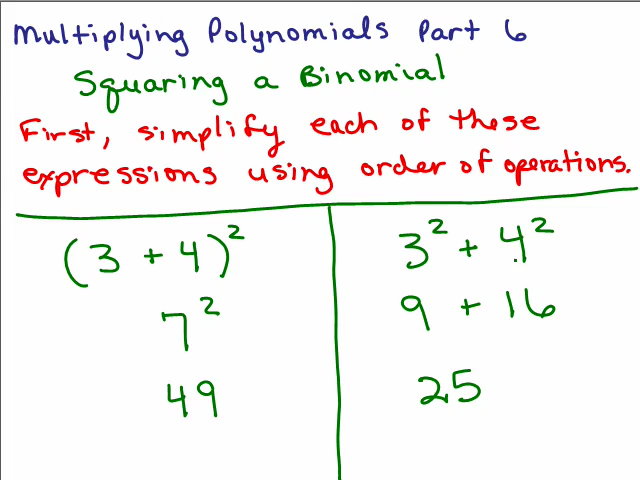 Multiplying Polynomials Part 6
Squaring a Binomial
First, simplify each of these
expressions using order of operations.
(3 + 4)² 3² + 4²
7² 9 + 16
49 25